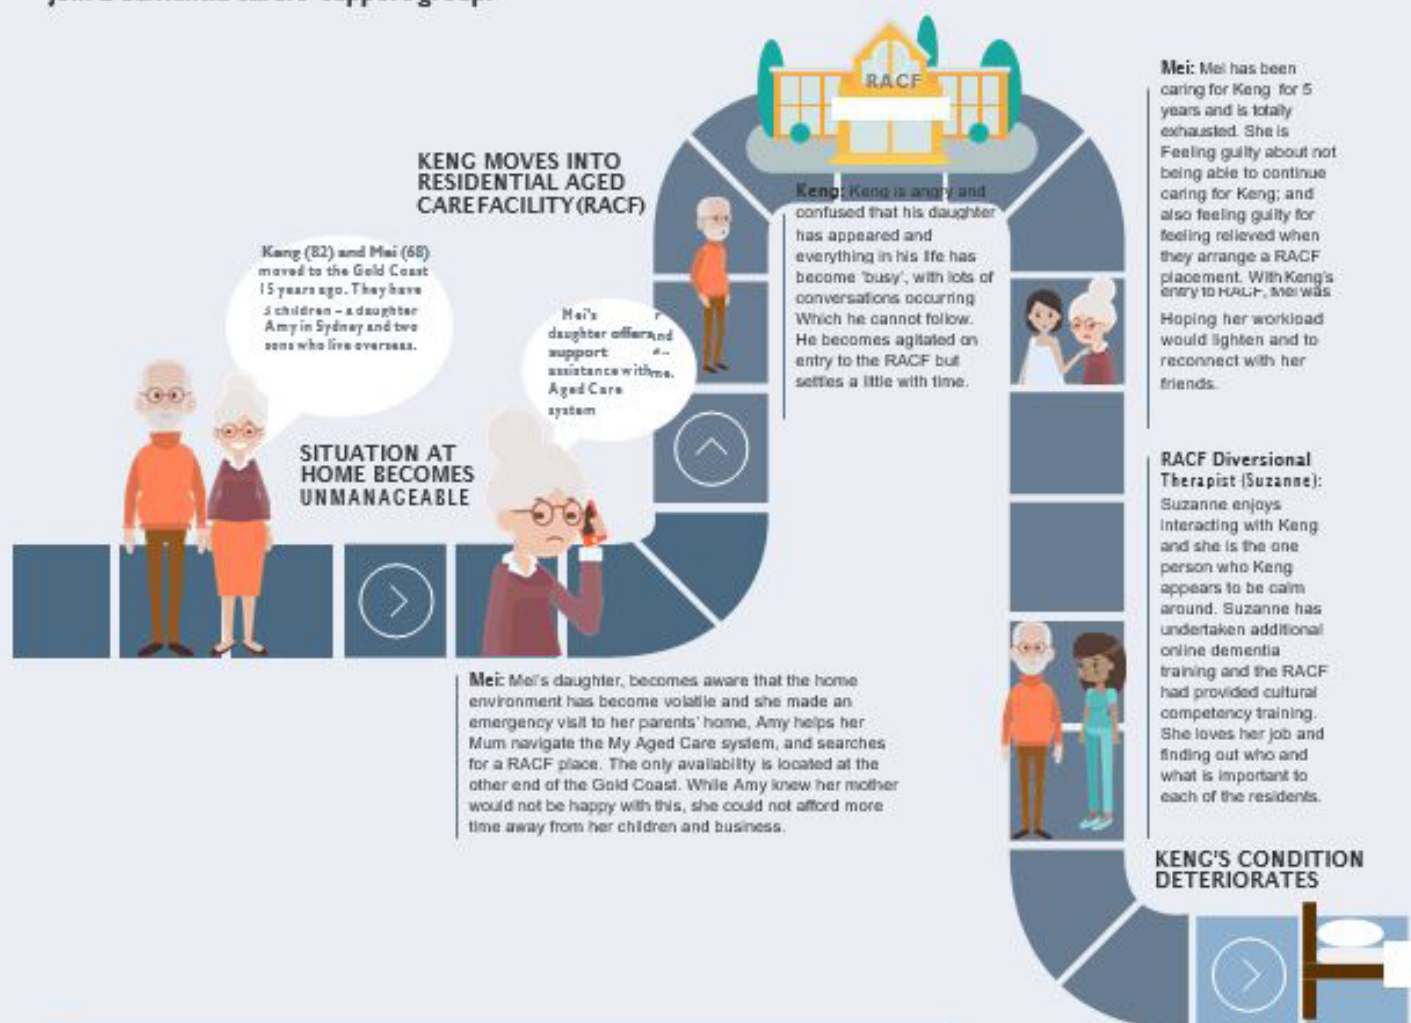 join a dementia carers' support group.
RACF
KENG MOVES INTO
RESIDENTIAL AGED
CARE FACILITY (RACF)
Keng (82) and Mei (68)
moved to the Gold Coast
15 years ago. They have
3 children – a daughter
Amy in Sydney and two
sons who live overseas.
Mei's
daughter offers
support
assistance with
Aged Care
system
SITUATION AT
HOME BECOMES
UNMANAGEABLE
Keng: Keng is angry and
confused that his daughter
has appeared and
everything in his life has
become 'busy', with lots of
conversations occurring
Which he cannot follow.
He becomes agitated on
entry to the RACF but
settles a little with time.
Mei: Mei has been
caring for Keng for 5
years and is totally
exhausted. She is
Feeling guilty about not
being able to continue
caring for Keng; and
also feeling guilty for
feeling relieved when
they arrange a RACF
placement. With Keng's
entry to RACF, Mei was
Hoping her workload
would lighten and to
reconnect with her
friends.
RACF Diversional
Therapist (Suzanne):
Suzanne enjoys
interacting with Keng
and she is the one
person who Keng
appears to be calm
around. Suzanne has
undertaken additional
online dementia
training and the RACF
had provided cultural
competency training.
She loves her job and
finding out who and
what is important to
each of the residents.
Mei: Mei's daughter, becomes aware that the home
environment has become volatile and she made an
emergency visit to her parents' home, Amy helps her
Mum navigate the My Aged Care system, and searches
for a RACF place. The only availability is located at the
other end of the Gold Coast. While Amy knew her mother
would not be happy with this, she could not afford more
time away from her children and business.
KENG'S CONDITION
DETERIORATES